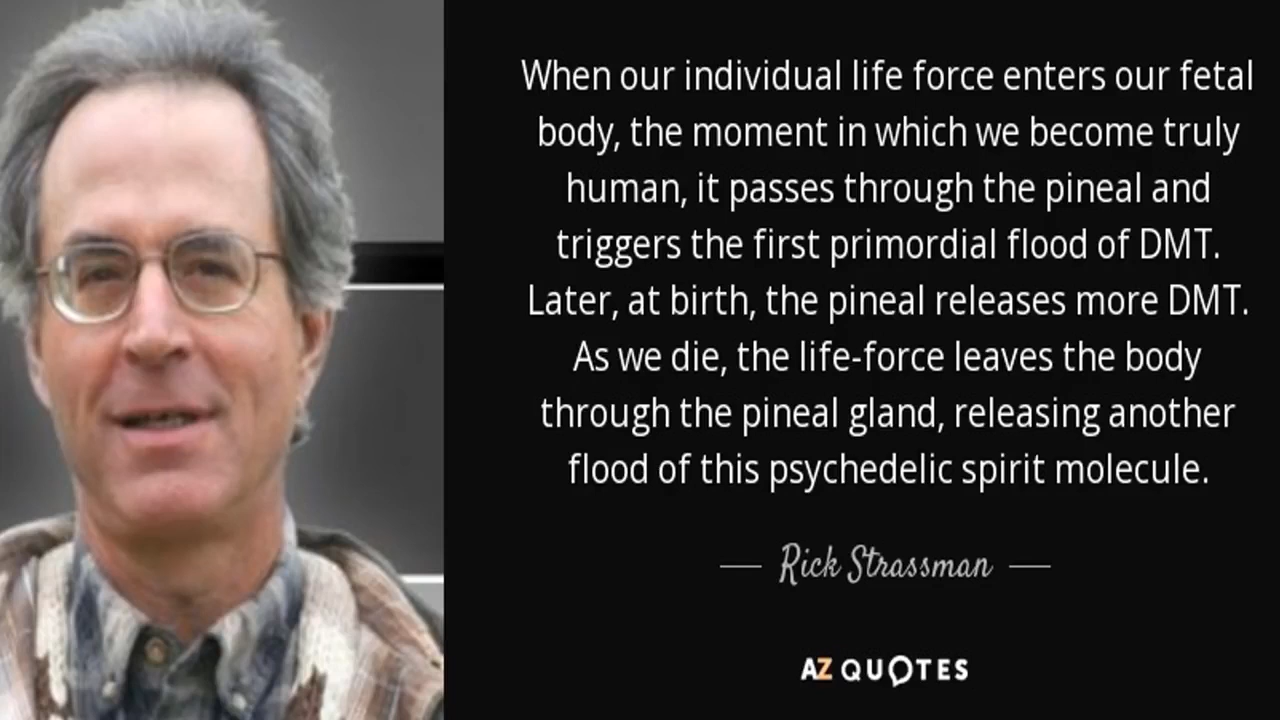 When our individual life force enters our fetal
body, the moment in which we become truly
human, it passes through the pineal and
triggers the first primordial flood of DMT.
Later, at birth, the pineal releases more DMT.
As we die, the life-force leaves the body
through the pineal gland, releasing another
flood of this psychedelic spirit molecule.
Rick Strassman
AZ QUOTES